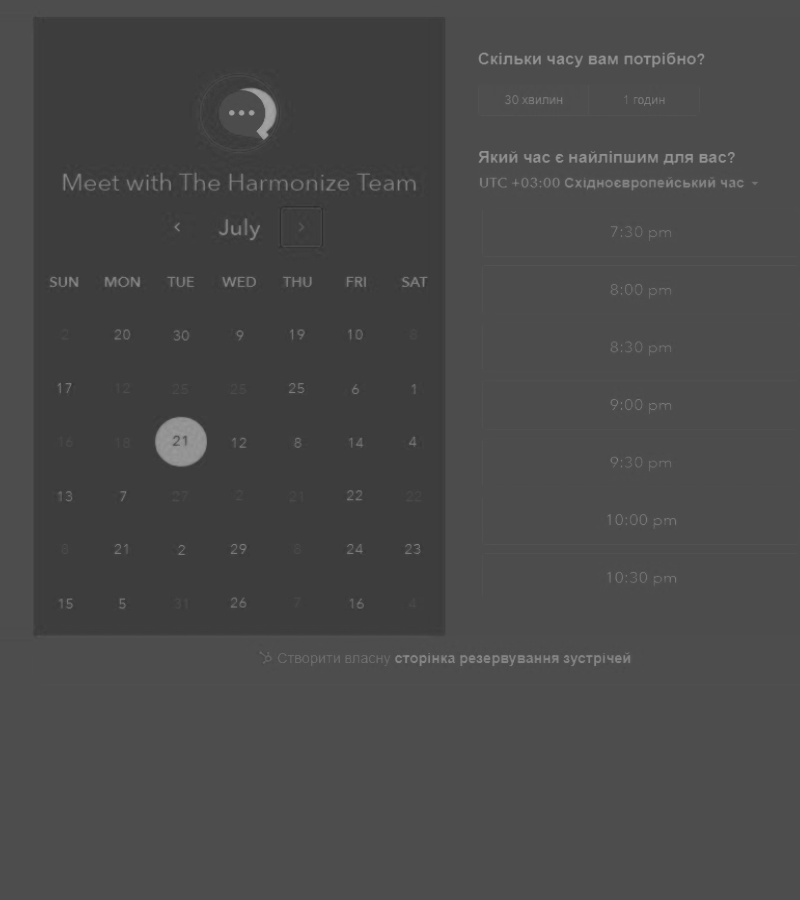 Meet with The Harmonize Team
July
SUN MON TUE WED THU FRI SAT
2 20 30 9 19 10 8
17 12 25 25 25 6 1
16 18 21 12 8 14 4
13 7 27 2 21 22 22
8 21 2 29 6 24 23
15 5 31 26 7 16 4
Скільки часу вам потрібно?
30 хвилин 1 годин
Який час є найліпшим для вас?
UTC +03:00 Східноєвропейський час
7:30 pm
8:00 pm
8:30 pm
9:00 pm
9:30 pm
10:00 pm
10:30 pm
Створити власну сторінка резервування зустрічей